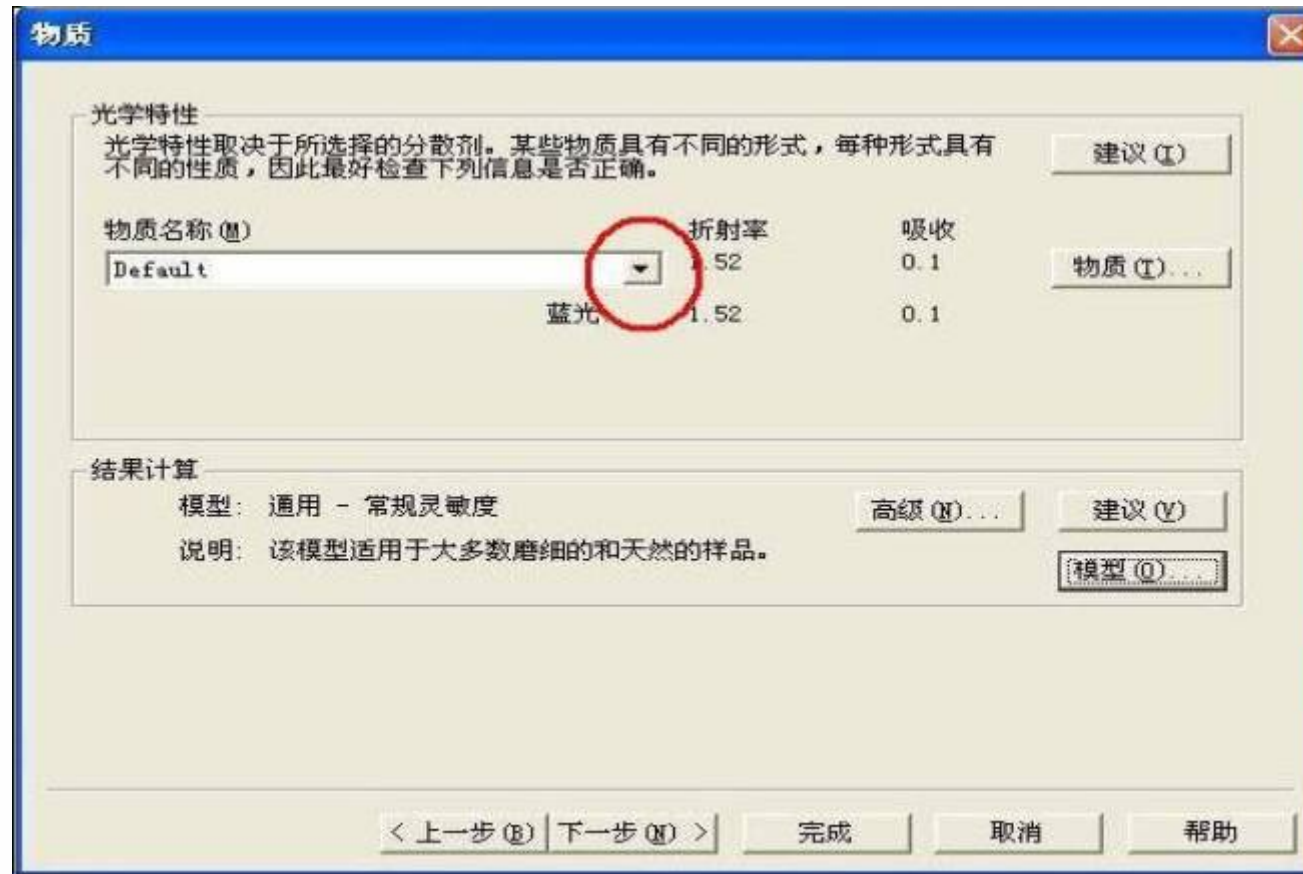 物质
光学特性
光学特性取决于所选择的分散剂。某些物质具有不同的形式，每种形式具有
不同的性质，因此最好检查下列信息是否正确。
建议(I)
物质名称(M) 折射率 吸收
Default 1.52 0.1 物质(T)...
蓝光 1.52 0.1
结果计算
模型: 通用 - 常规灵敏度 高级(N)... 建议(V)
说明: 该模型适用于大多数磨细的和天然的样品。
模型(O)...
< 上一步(B) 下一步(N) > 完成 取消 帮助